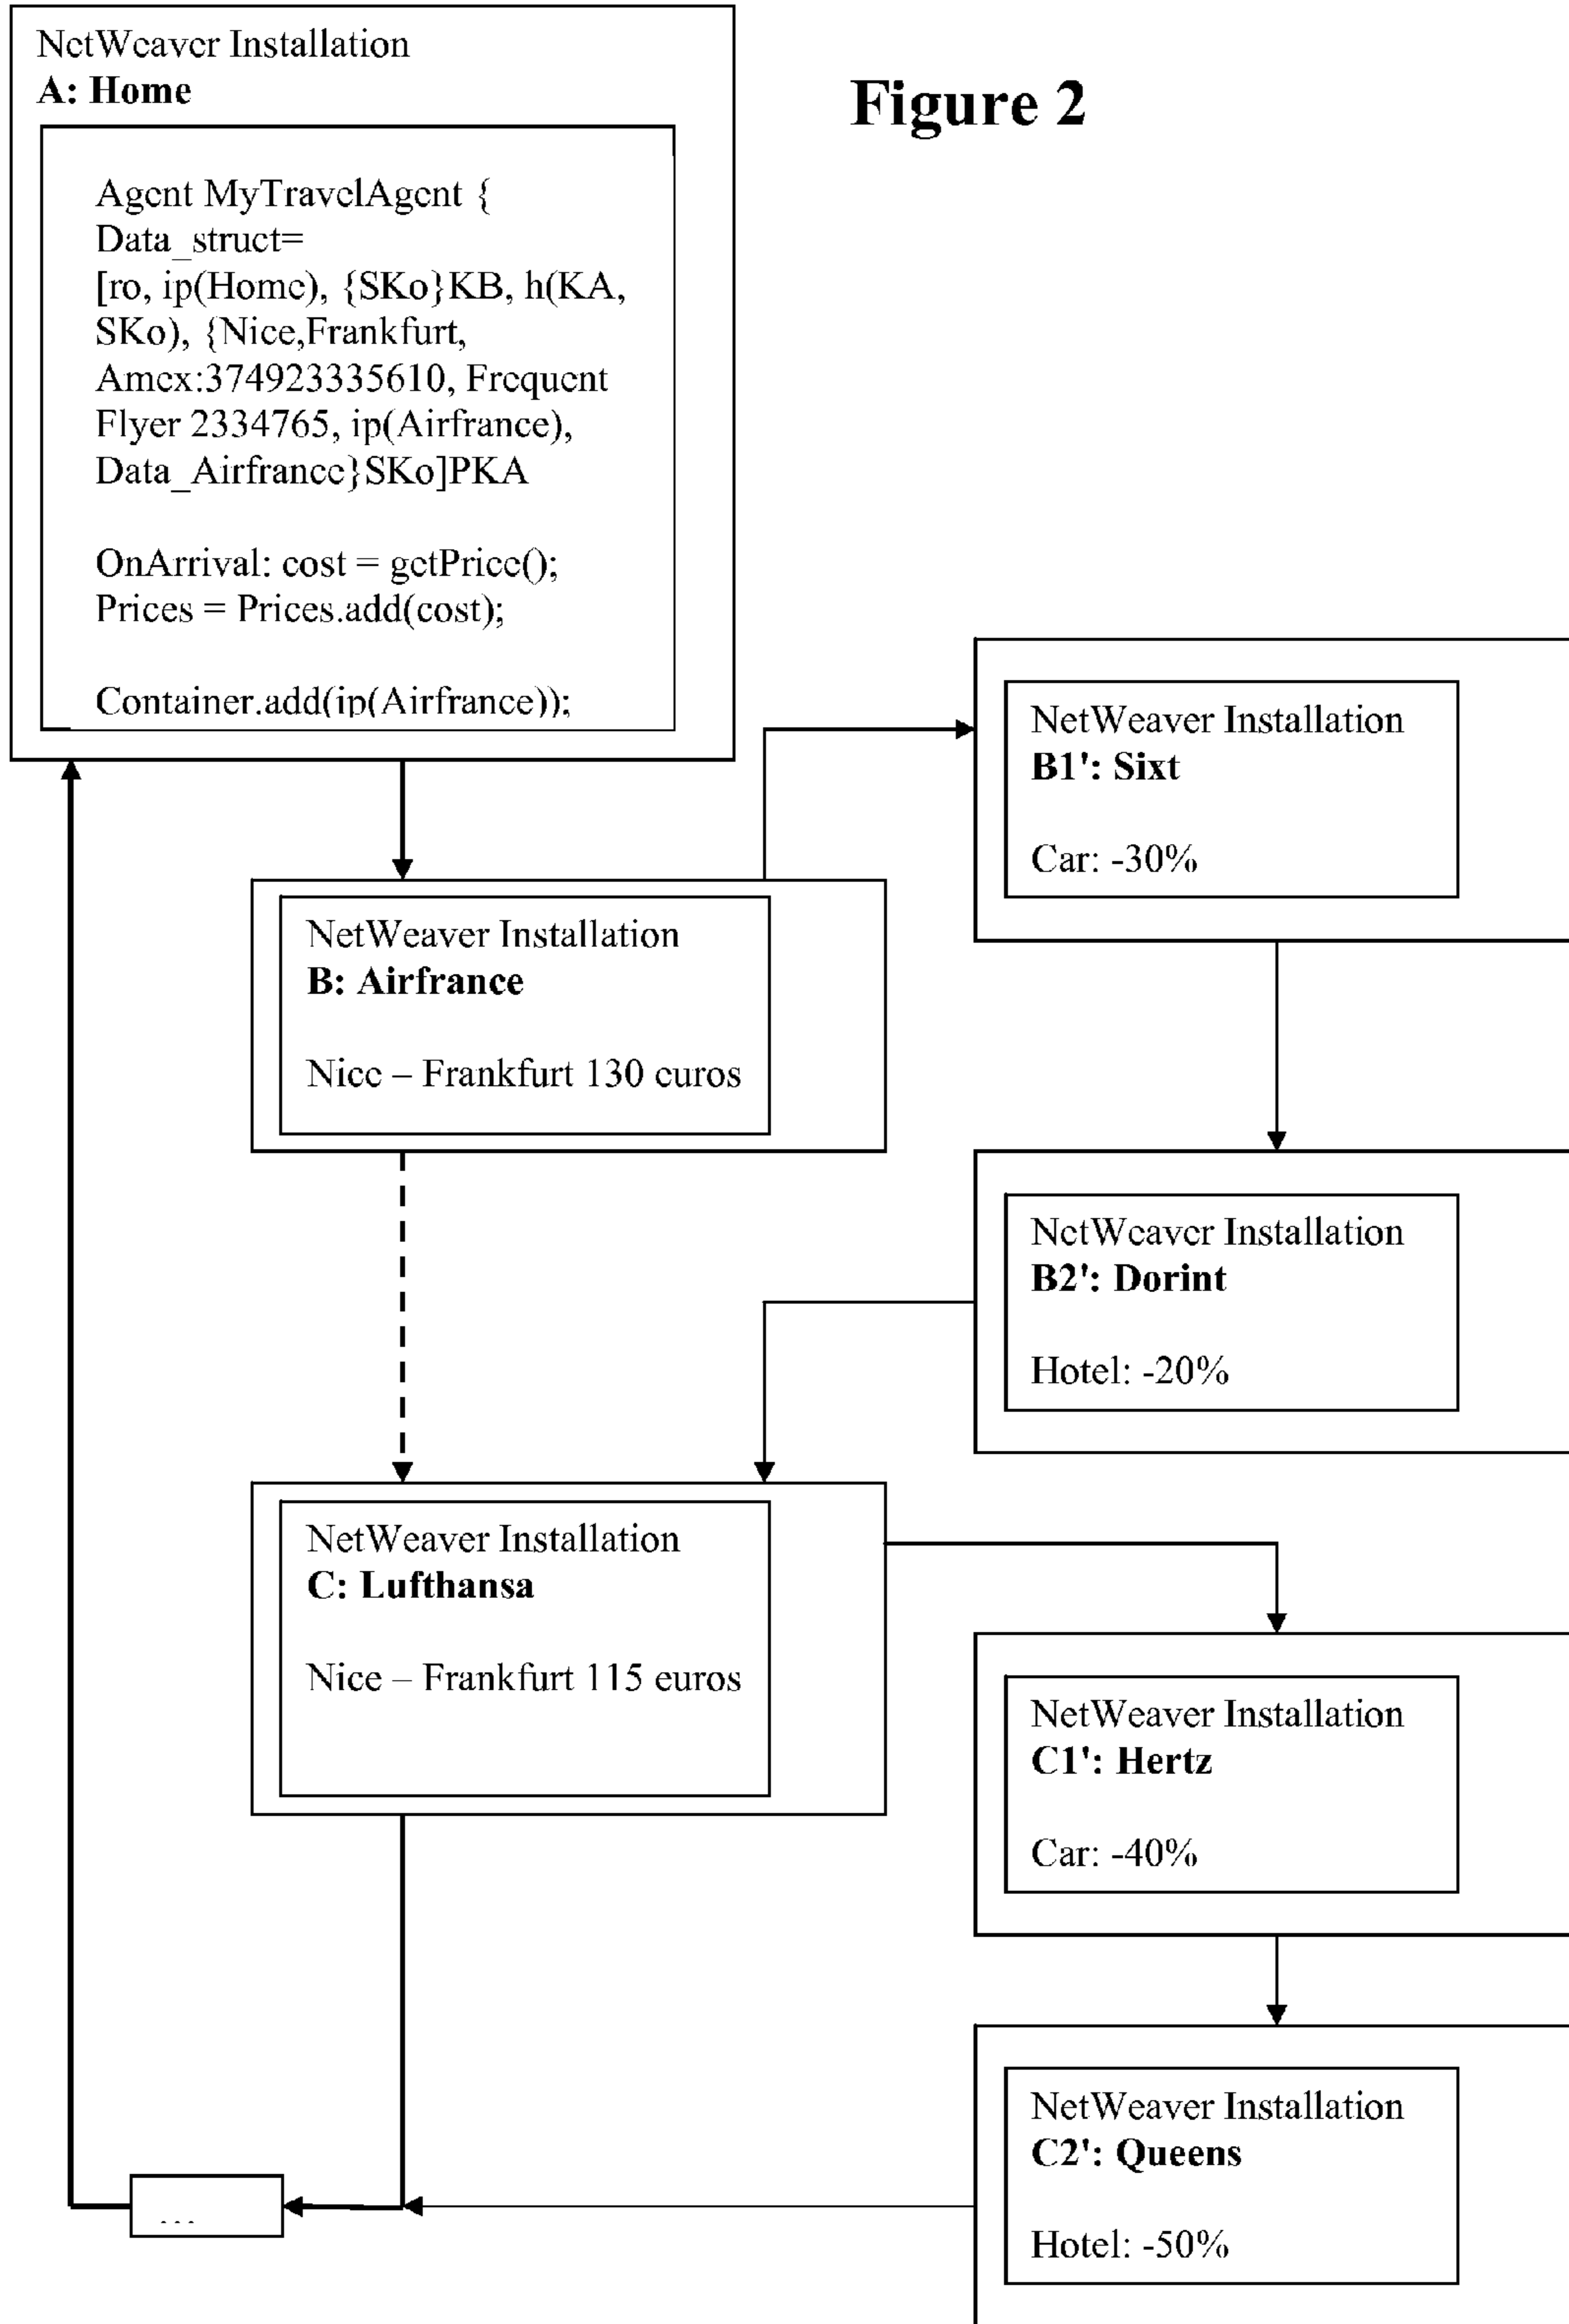 NetWeaver Installation
A: Home
Figure 2
Agent MyTravelAgent {
Data_struct=
[ro, ip(Home), {SKo}KB, h(KA,
SKo), {Nice,Frankfurt,
Amex:374923335610, Frequent
Flyer 2334765, ip(Airfrance),
Data_Airfrance}SKo]PKA
OnArrival: cost = getPrice();
Prices = Prices.add(cost);
Container.add(ip(Airfrance));
NetWeaver Installation
B1': Sixt
Car: -30%
NetWeaver Installation
B: Airfrance
Nice – Frankfurt 130 euros
NetWeaver Installation
B2': Dorint
Hotel: -20%
NetWeaver Installation
C: Lufthansa
Nice – Frankfurt 115 euros
NetWeaver Installation
C1': Hertz
Car: -40%
NetWeaver Installation
C2': Queens
Hotel: -50%
...